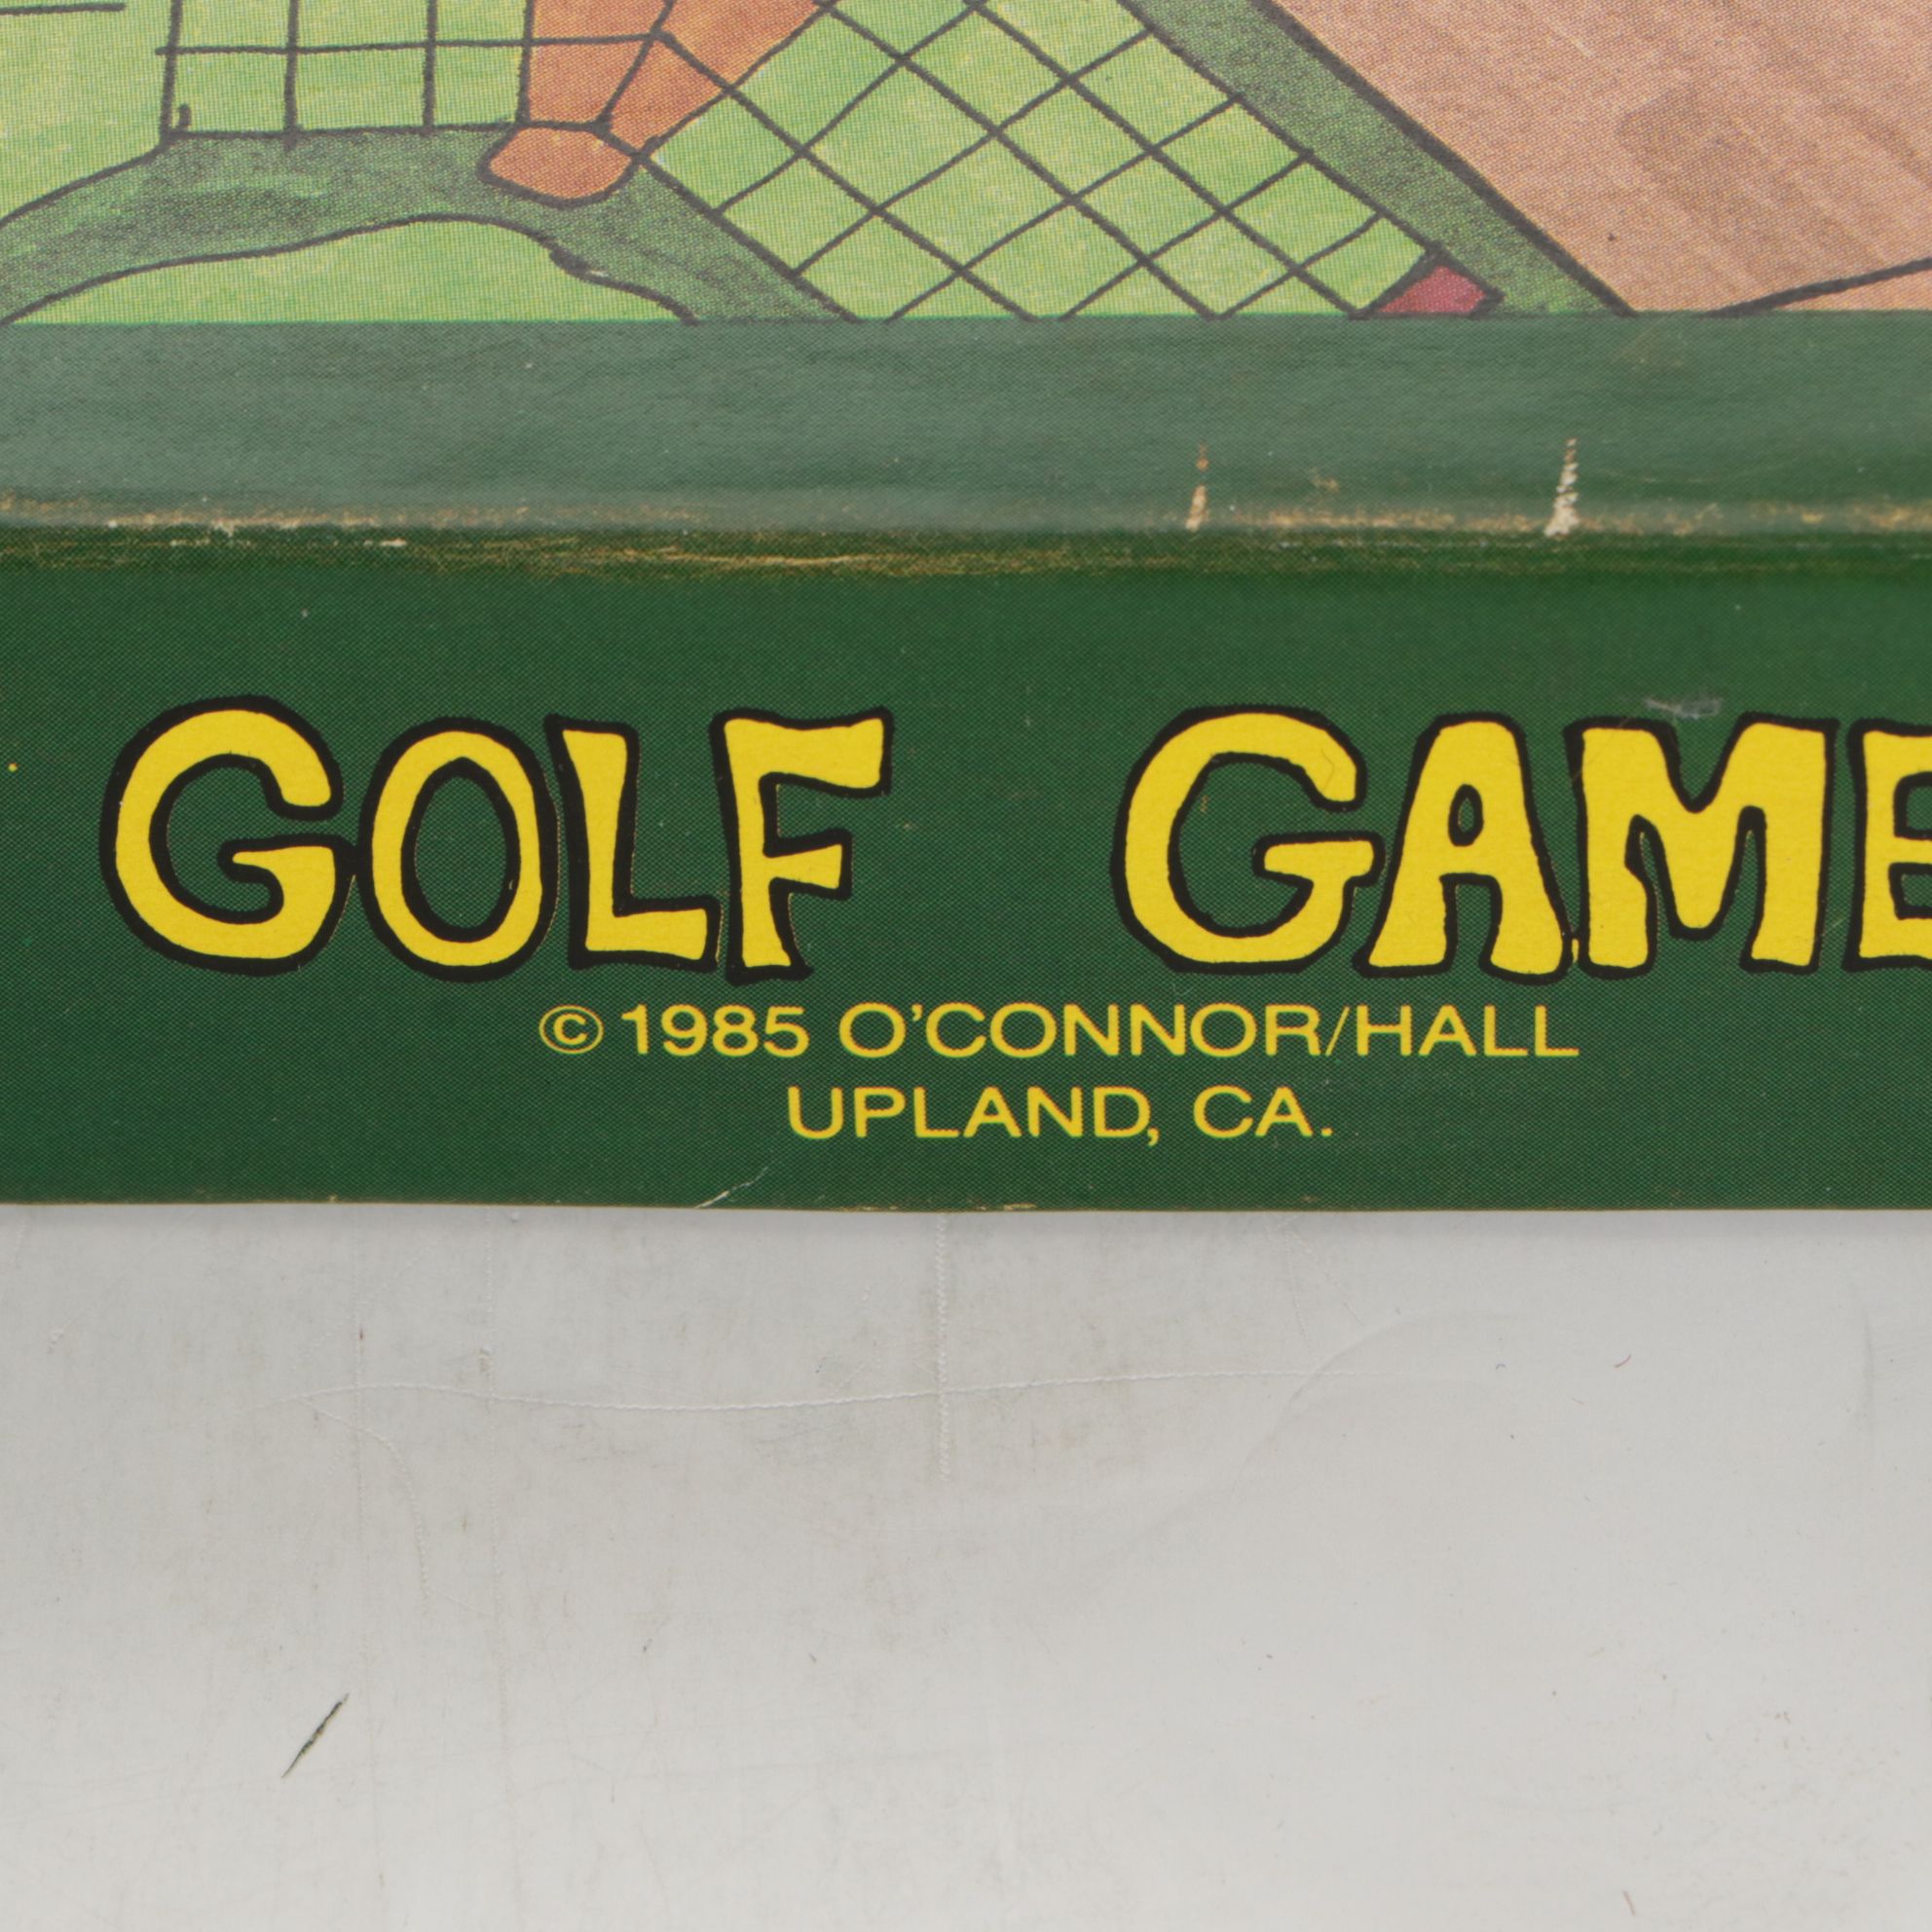 GOLF GAME
© 1985 O'CONNOR/HALL
UPLAND, CA.